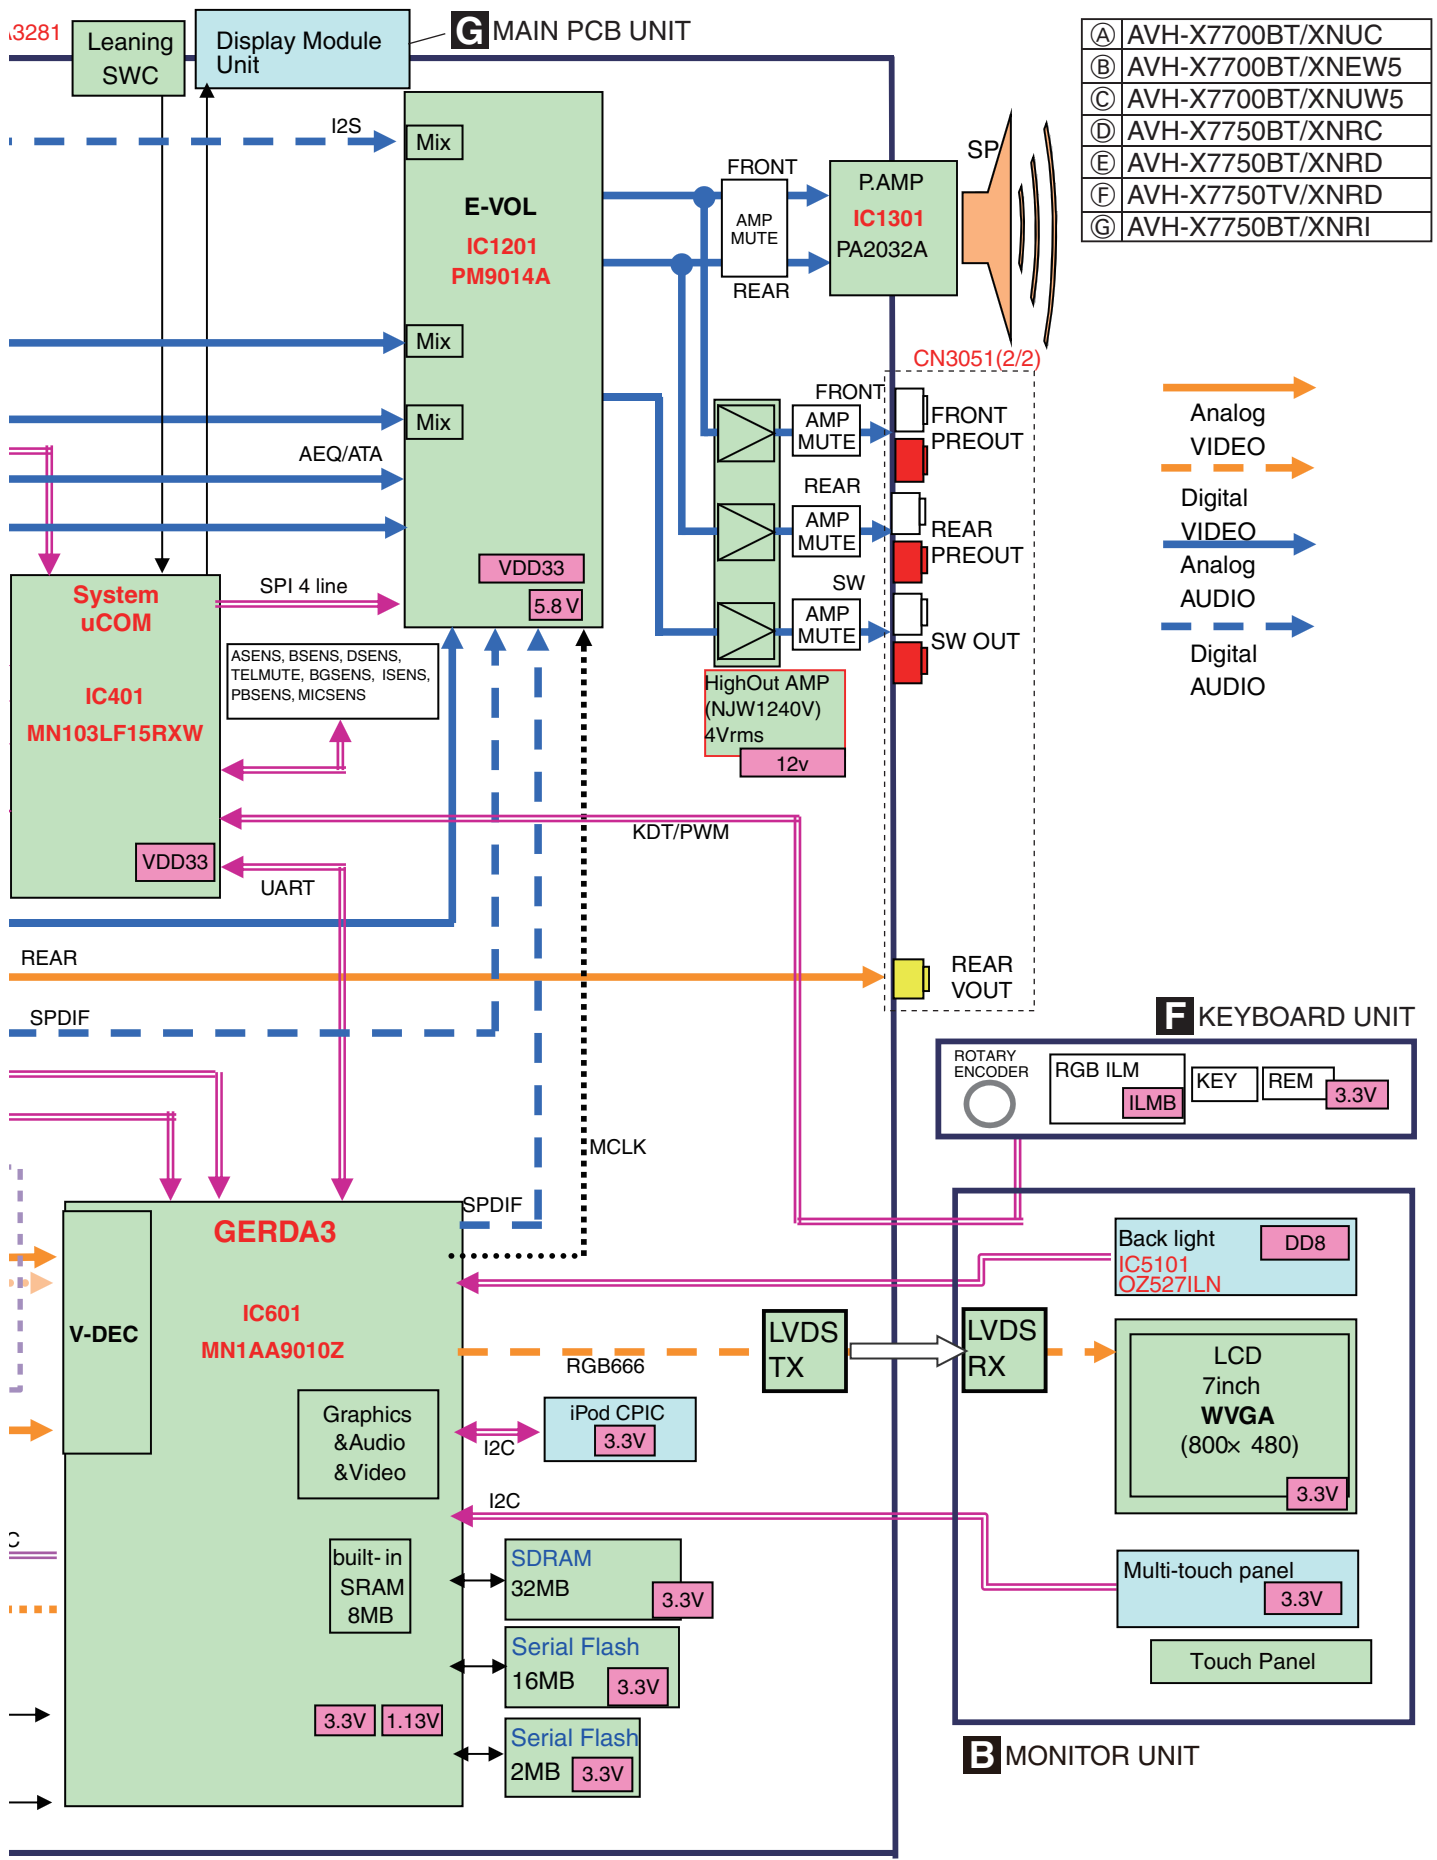 A3281
Leaning
SWC
Display Module
Unit
G MAIN PCB UNIT
Ⓐ AVH-X7700BT/XNUC
Ⓑ AVH-X7700BT/XNEW5
Ⓒ AVH-X7700BT/XNUW5
Ⓓ AVH-X7750BT/XNRC
Ⓔ AVH-X7750BT/XNRD
Ⓕ AVH-X7750TV/XNRD
Ⓖ AVH-X7750BT/XNRI
I2S
Mix
E-VOL
IC1201
PM9014A
Mix
Mix
AEQ/ATA
VDD33
5.8 V
FRONT
AMP
MUTE
REAR
P.AMP
IC1301
PA2032A
SP
CN3051(2/2)
FRONT
AMP
MUTE
FRONT
PREOUT
REAR
AMP
MUTE
REAR
PREOUT
SW
AMP
MUTE
SW OUT
HighOut AMP
(NJW1240V)
4Vrms
12v
Analog
VIDEO
Digital
VIDEO
Analog
AUDIO
Digital
AUDIO
System
uCOM
IC401
MN103LF15RXW
VDD33
SPI 4 line
ASENS, BSENS, DSENS,
TELMUTE, BGSENS, ISENS,
PBSENS, MICSENS
KDT/PWM
UART
REAR
REAR
VOUT
SPDIF
F KEYBOARD UNIT
ROTARY
ENCODER
RGB ILM
ILMB
KEY
REM
3.3V
MCLK
SPDIF
GERDA3
V-DEC
IC601
MN1AA9010Z
RGB666
LVDS
TX
LVDS
RX
Back light
DD8
IC5101
OZ527ILN
LCD
7inch
WVGA
(800× 480)
3.3V
Graphics
&Audio
&Video
I2C
iPod CPIC
3.3V
I2C
C
built- in
SRAM
8MB
SDRAM
32MB
3.3V
Multi-touch panel
3.3V
Touch Panel
Serial Flash
16MB
3.3V
3.3V
1.13V
Serial Flash
2MB
3.3V
B MONITOR UNIT